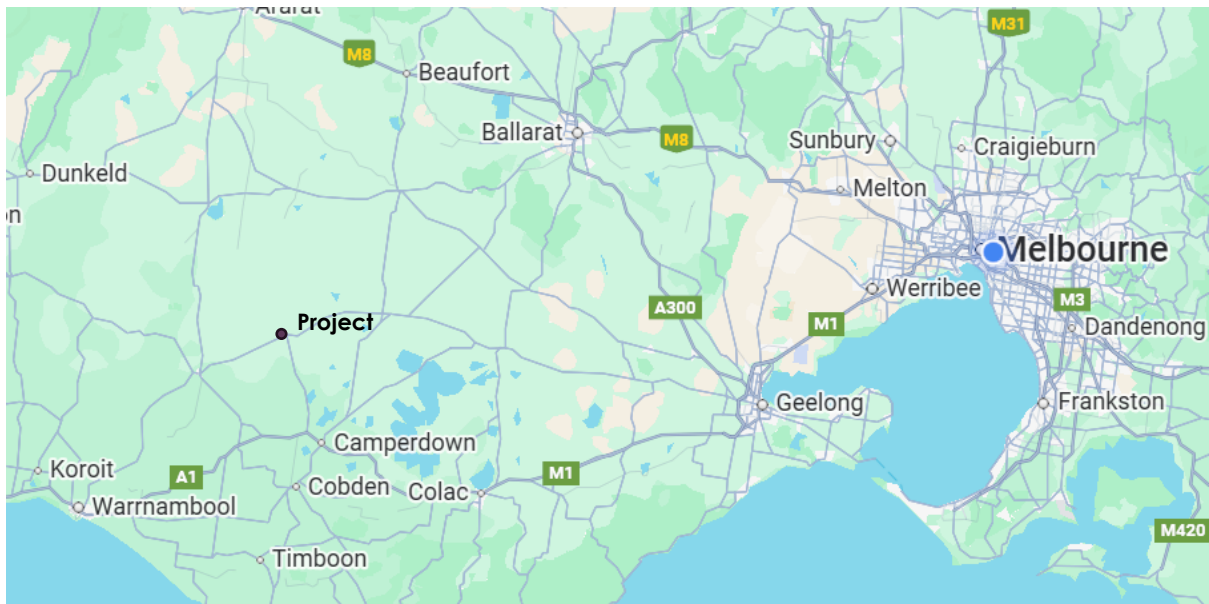 Ararat
M31
M8
Beaufort
Ballarat
M8
Sunbury
Craigieburn
Dunkeld
Melton
on
Melbourne
Werribee
A300
M3
Project
M1
Dandenong
Geelong
Frankston
Camperdown
Koroit
A1
M1
Cobden
Colac
Warrnambool
M420
Timboon